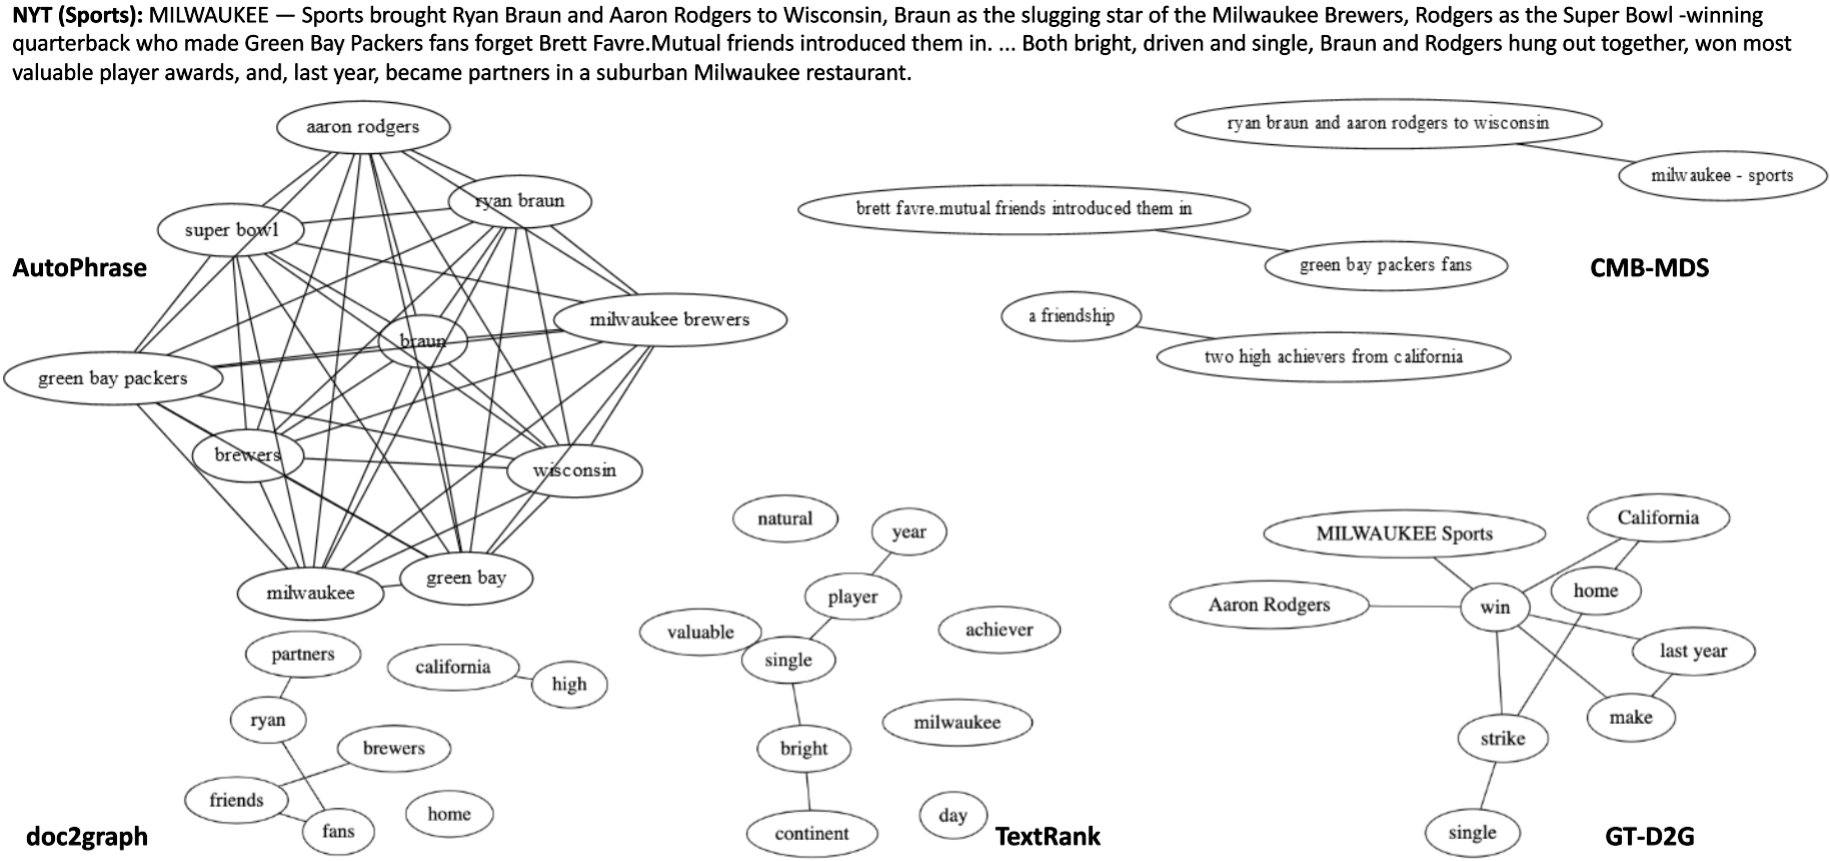 NYT (Sports): MILWAUKEE — Sports brought Ryan Braun and Aaron Rodgers to Wisconsin, Braun as the slugging star of the Milwaukee Brewers, Rodgers as the Super Bowl -winning
quarterback who made Green Bay Packers fans forget Brett Favre.Mutual friends introduced them in. ... Both bright, driven and single, Braun and Rodgers hung out together, won most
valuable player awards, and, last year, became partners in a suburban Milwaukee restaurant.
aaron rodgers
ryan braun
super bowl
AutoPhrase
milwaukee brewers
braun
green bay packers
brewers
wisconsin
milwaukee
green bay
ryan braun and aaron rodgers to wisconsin
milwaukee - sports
brett favre.mutual friends introduced them in
green bay packers fans
CMB-MDS
a friendship
two high achievers from california
partners
california
high
ryan
brewers
friends
home
fans
doc2graph
natural
year
player
valuable
achiever
single
milwaukee
bright
day
continent
TextRank
California
MILWAUKEE Sports
home
Aaron Rodgers
win
last year
make
strike
single
GT-D2G